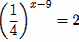 (1/4)^{x-9} = 2